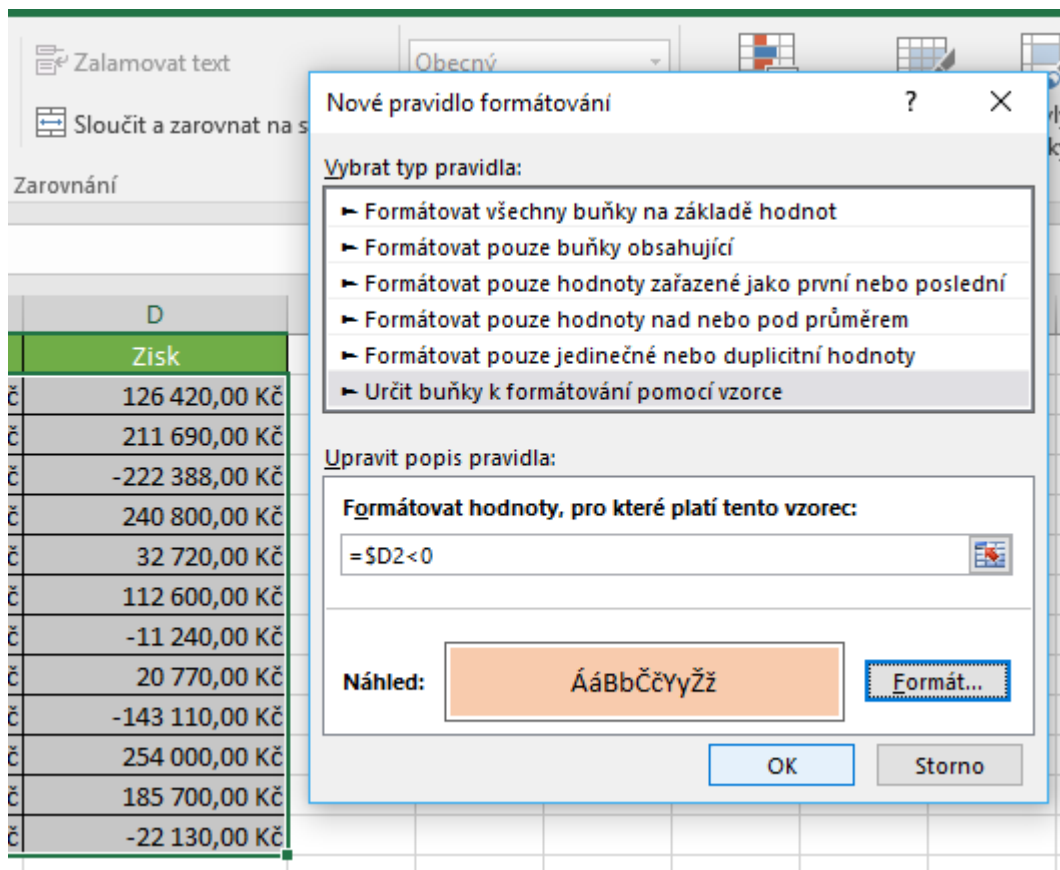 Zalamovat text
Obecný
Sloučit a zarovnat na s
Zarovnání
Nové pravidlo formátování
?
Vybrat typ pravidla:
► Formátovat všechny buňky na základě hodnot
► Formátovat pouze buňky obsahující
► Formátovat pouze hodnoty zařazené jako první nebo poslední
► Formátovat pouze hodnoty nad nebo pod průměrem
► Formátovat pouze jedinečné nebo duplicitní hodnoty
► Určit buňky k formátování pomocí vzorce
Upravit popis pravidla:
Formátovat hodnoty, pro které platí tento vzorec:
=$D2<0
Náhled:
ÁáBbČčYyŽž
Formát...
OK
Storno
D
Zisk
č 126 420,00 Kč
č 211 690,00 Kč
č -222 388,00 Kč
č 240 800,00 Kč
č 32 720,00 Kč
č 112 600,00 Kč
č -11 240,00 Kč
č 20 770,00 Kč
č -143 110,00 Kč
č 254 000,00 Kč
č 185 700,00 Kč
č -22 130,00 Kč